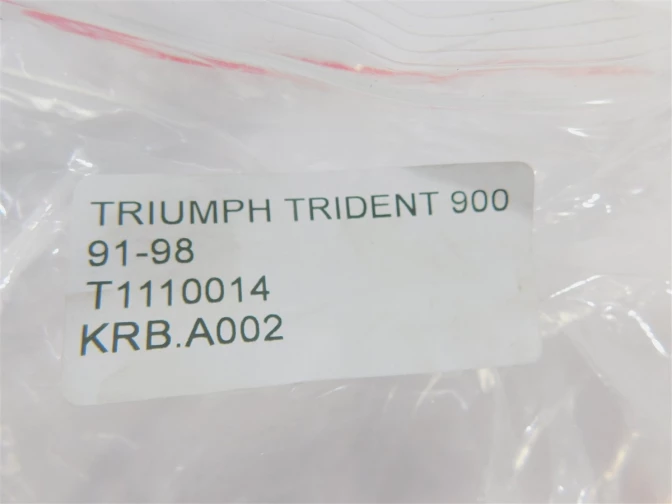 TRIUMPH TRIDENT 900
91-98
T1110014
KRB.A002